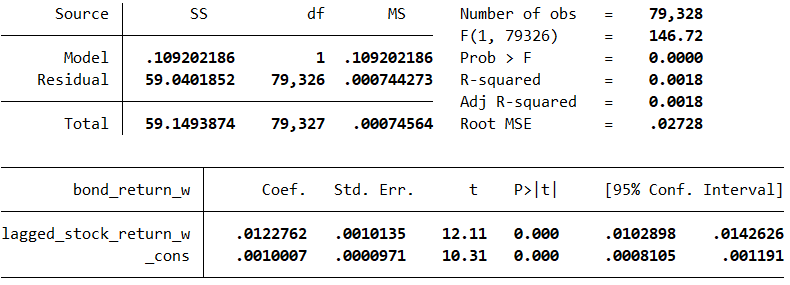 Source SS df MS Number of obs = 79,328
F(1, 79326) = 146.72
Model .109202186 1 .109202186 Prob > F = 0.0000
Residual 59.0401852 79,326 .000744273 R-squared = 0.0018
Adj R-squared = 0.0018
Total 59.1493874 79,327 .00074564 Root MSE = .02728
bond_return_w Coef. Std. Err. t P>|t| [95% Conf. Interval]
lagged_stock_return_w .0122762 .0010135 12.11 0.000 .0102898 .0142626
_cons .0010007 .0000971 10.31 0.000 .0008105 .001191